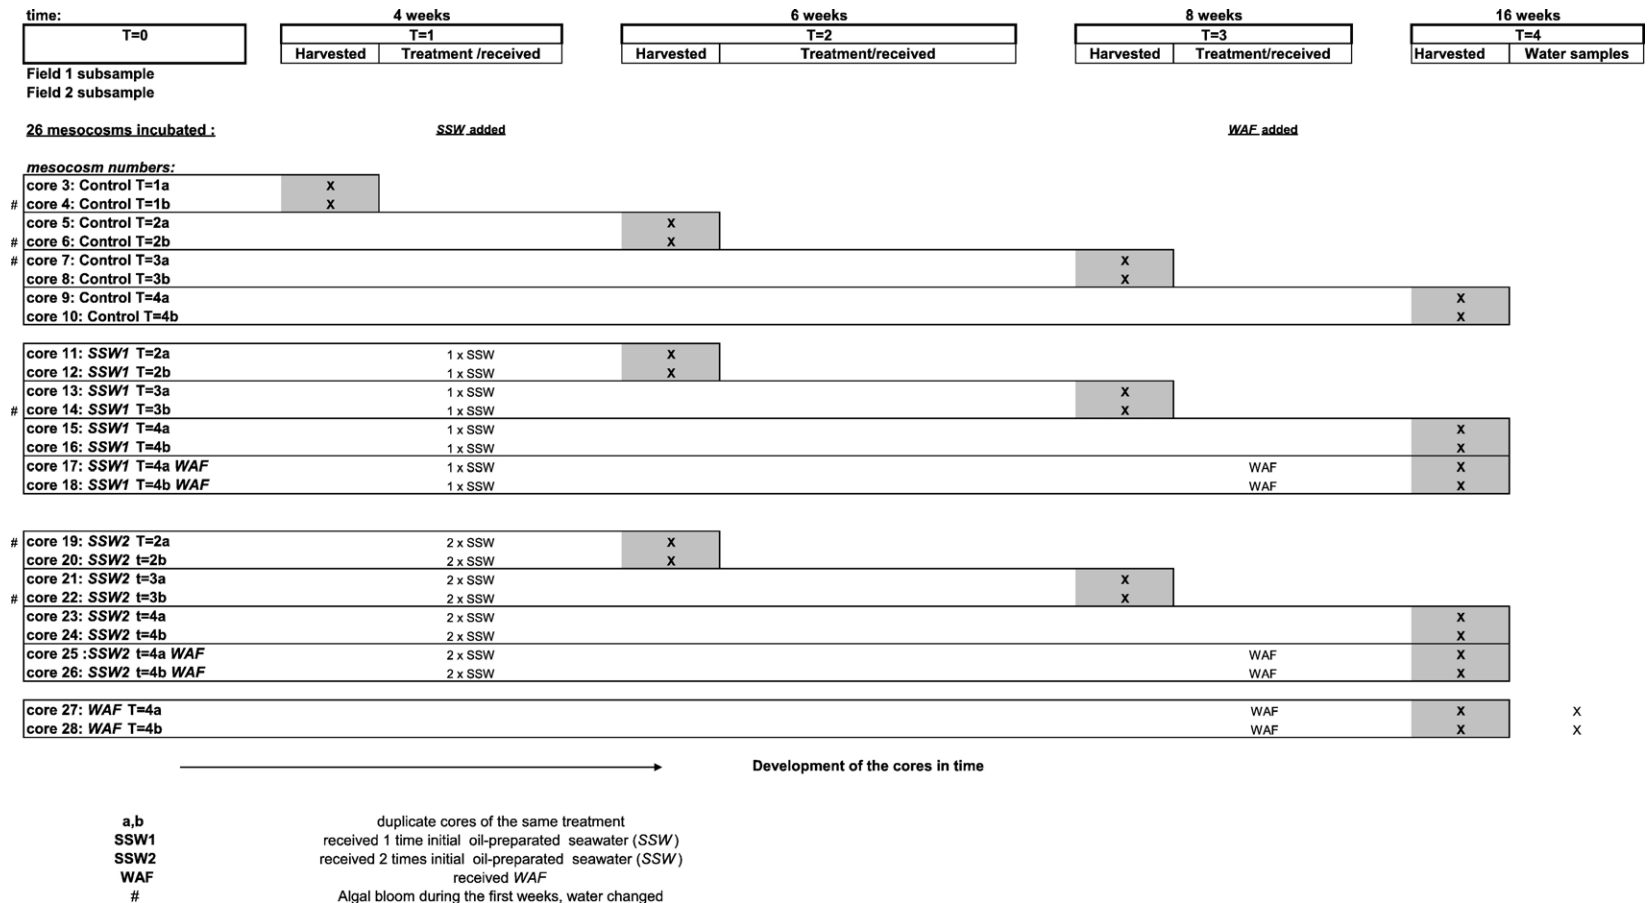 time: 4 weeks 6 weeks 8 weeks 16 weeks
T=0 T=1 T=2 T=3 T=4
Harvested Treatment /received Harvested Treatment/received Harvested Treatment/received Harvested Water samples
Field 1 subsample
Field 2 subsample
26 mesocosms incubated : SSW added WAF added
mesocosm numbers:
core 3: Control T=1a X
# core 4: Control T=1b X
core 5: Control T=2a X
# core 6: Control T=2b X
# core 7: Control T=3a X
core 8: Control T=3b X
core 9: Control T=4a X
core 10: Control T=4b X
core 11: SSW1 T=2a 1 x SSW X
core 12: SSW1 T=2b 1 x SSW X
core 13: SSW1 T=3a 1 x SSW X
# core 14: SSW1 T=3b 1 x SSW X
core 15: SSW1 T=4a 1 x SSW X
core 16: SSW1 T=4b 1 x SSW X
core 17: SSW1 T=4a WAF 1 x SSW WAF X
core 18: SSW1 T=4b WAF 1 x SSW WAF X
# core 19: SSW2 T=2a 2 x SSW X
core 20: SSW2 t=2b 2 x SSW X
core 21: SSW2 t=3a 2 x SSW X
# core 22: SSW2 t=3b 2 x SSW X
core 23: SSW2 t=4a 2 x SSW X
core 24: SSW2 t=4b 2 x SSW X
core 25 :SSW2 t=4a WAF 2 x SSW WAF X
core 26: SSW2 t=4b WAF 2 x SSW WAF X
core 27: WAF T=4a WAF X X
core 28: WAF T=4b WAF X X
Development of the cores in time
a,b duplicate cores of the same treatment
SSW1 received 1 time initial oil-preparated seawater (SSW)
SSW2 received 2 times initial oil-preparated seawater (SSW)
WAF received WAF
# Algal bloom during the first weeks, water changed